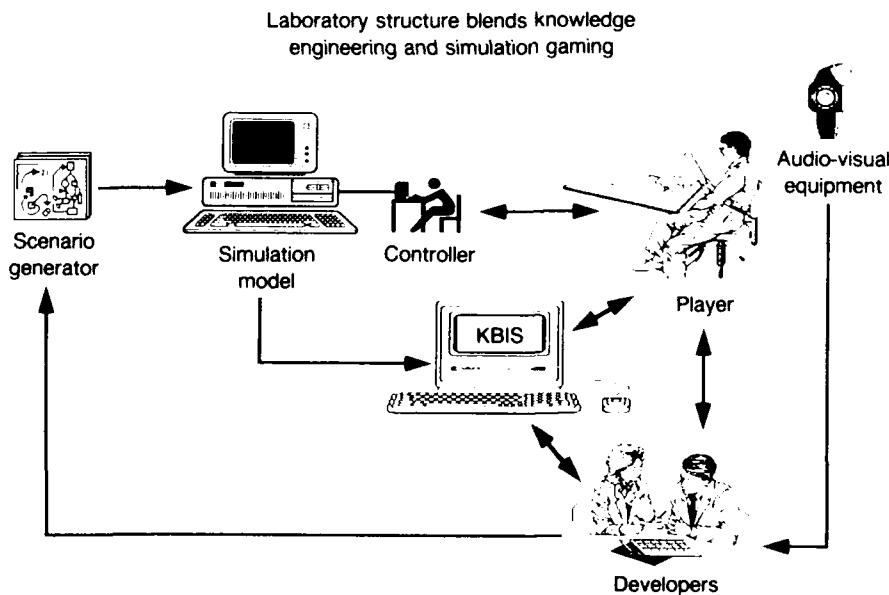 Laboratory structure blends knowledge
engineering and simulation gaming
Audio-visual
equipment
Scenario
generator
Simulation
model
Controller
Player
KBIS
Developers